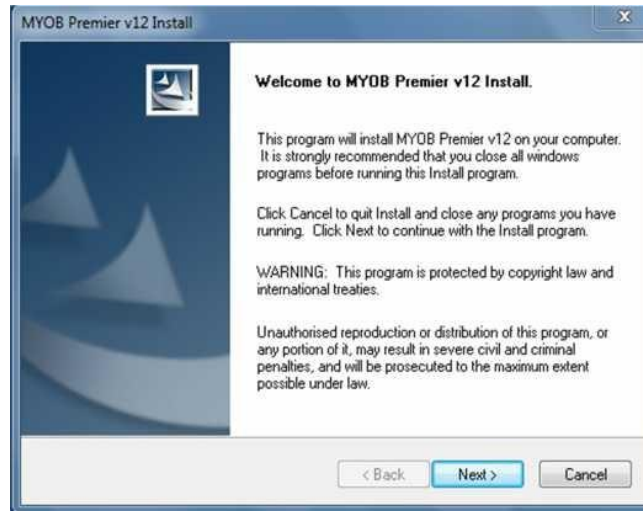 MYOB Premier v12 Install
Welcome to MYOB Premier v12 Install.
This program will install MYOB Premier v12 on your computer.
It is strongly recommended that you close all windows
programs before running this Install program.
Click Cancel to quit Install and close any programs you have
running. Click Next to continue with the Install program.
WARNING: This program is protected by copyright law and
international treaties.
Unauthorised reproduction or distribution of this program, or
any portion of it, may result in severe civil and criminal
penalties, and will be prosecuted to the maximum extent
possible under law.
< Back Next > Cancel